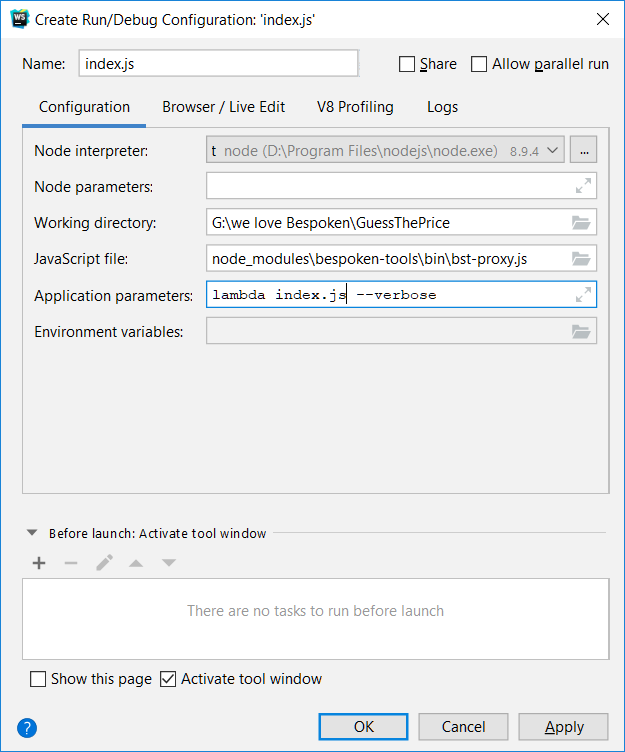 WS Create Run/Debug Configuration: 'index.js'
Name: index.js Share Allow parallel run
Configuration Browser / Live Edit V8 Profiling Logs
Node interpreter: t node (D:\Program Files\nodejs\node.exe) 8.9.4 ...
Node parameters:
Working directory: G:\we love Bespoken\GuessThePrice
JavaScript file: node_modules\bespoken-tools\bin\bst-proxy.js
Application parameters: lambda index.js --verbose
Environment variables:
Before launch: Activate tool window
There are no tasks to run before launch
Show this page Activate tool window
? OK Cancel Apply